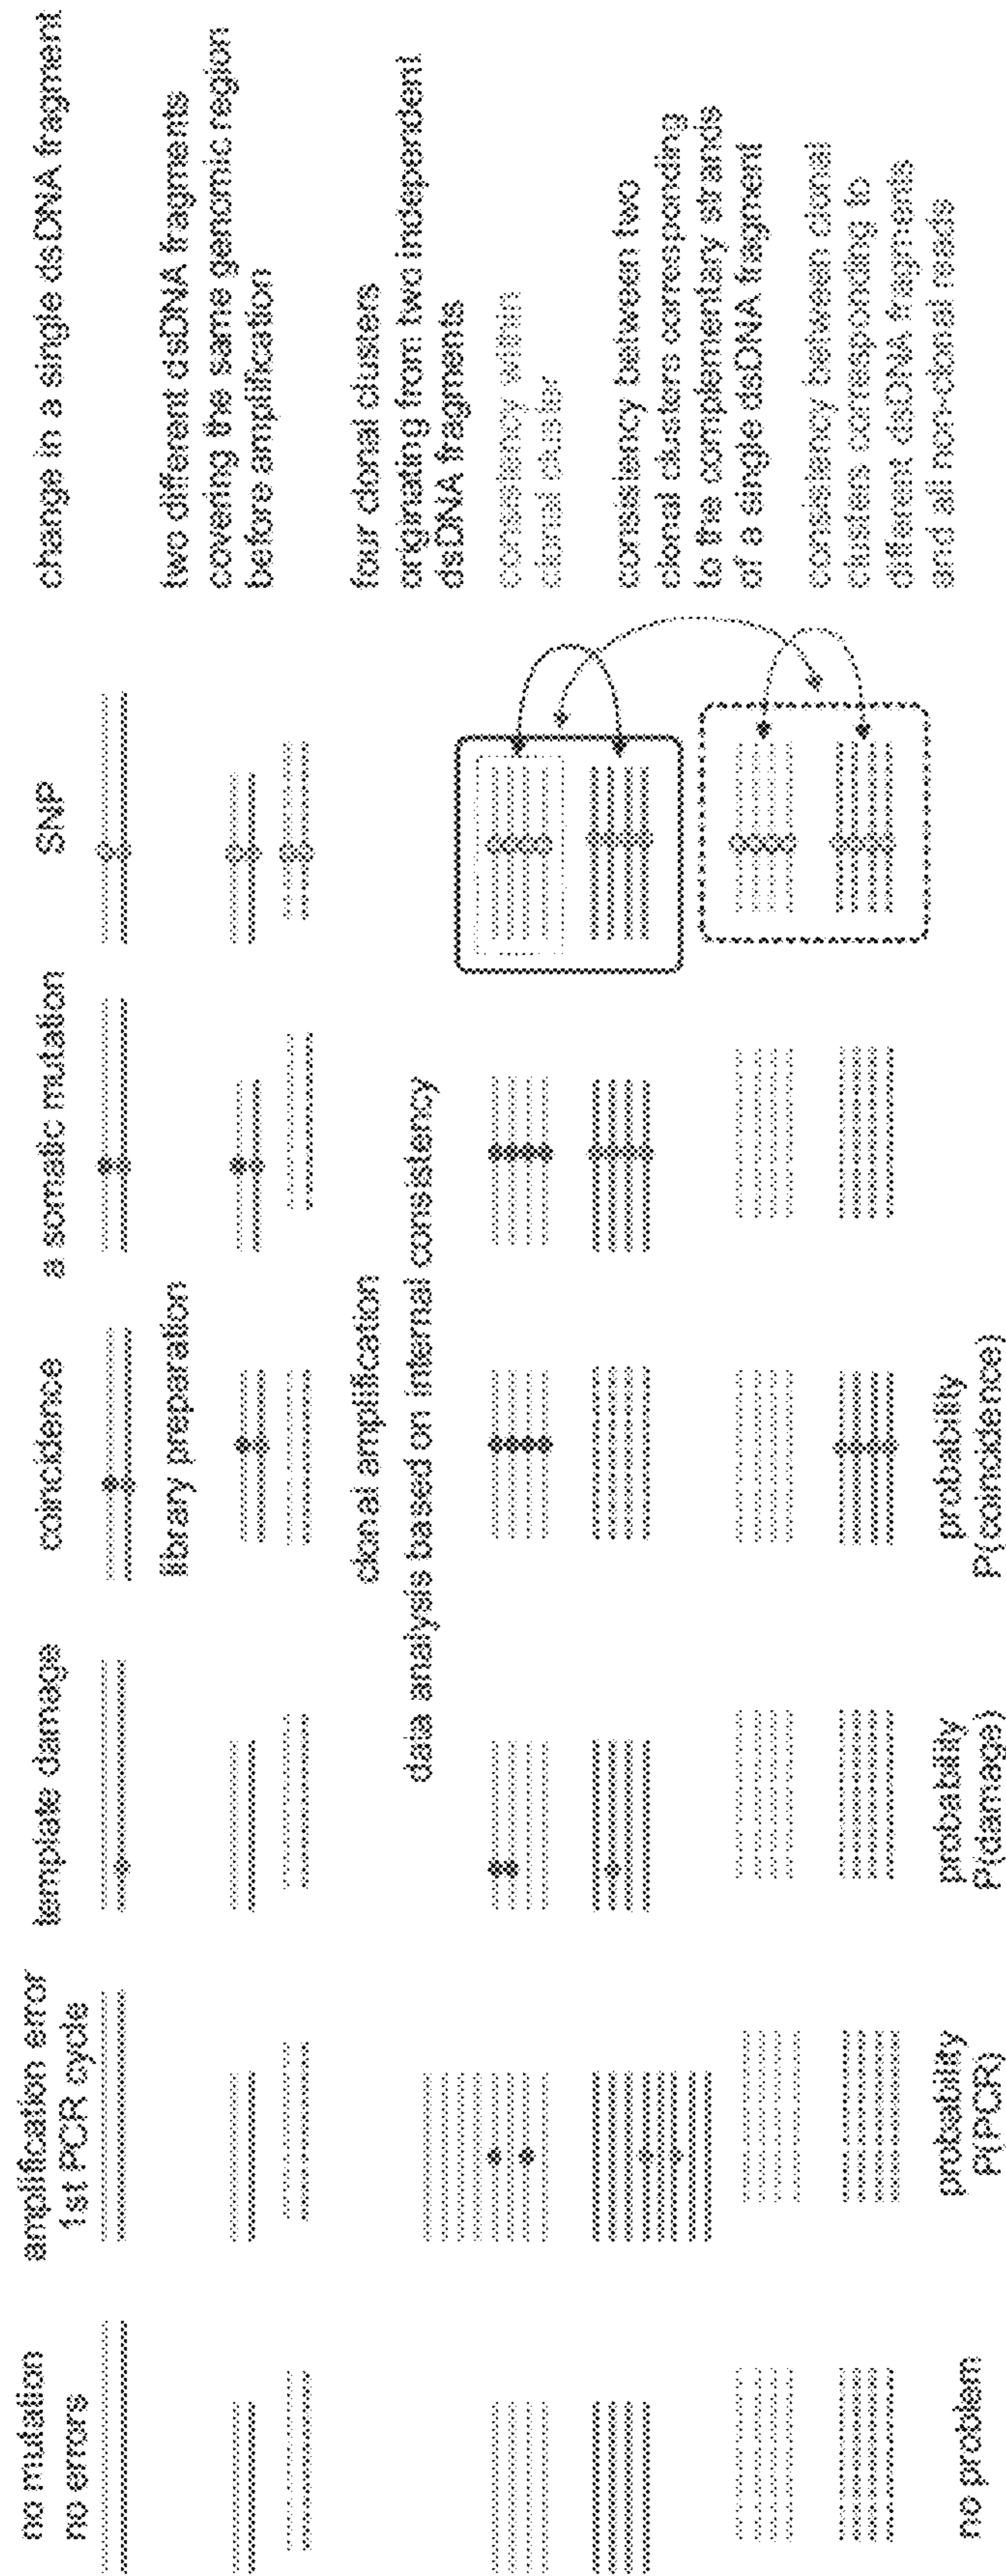 no mutation
no errors
amplification error
1st PCR cycle
template damage
coincidence
a somatic mutation
SNP
change in a single dsDNA fragment
library preparation
two different dsDNA fragments
covering the same genomic region
before amplification
clonal amplification
data analysis based on internal consistency
four clonal clusters
originating from two independent
dsDNA fragments
consistency within
clonal cluster
consistency between two
clonal clusters corresponding
to the complementary strands
of a single dsDNA fragment
consistency between clonal
clusters corresponding to
different dsDNA fragments
and all non-clonal reads
no problem
probability
P(PCR)
probability
P(damage)
probability
P(coincidence)